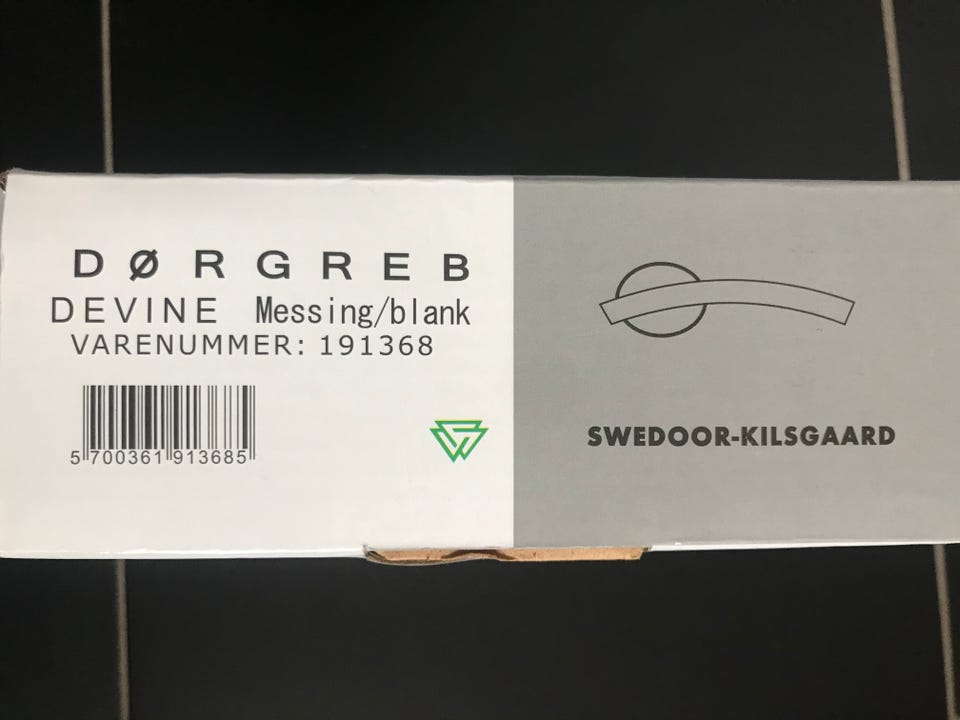 DØRGREB
DEVINE Messing/blank
VARENUMMER: 191368
5 700361 913685
SWEDOOR-KILSGAARD